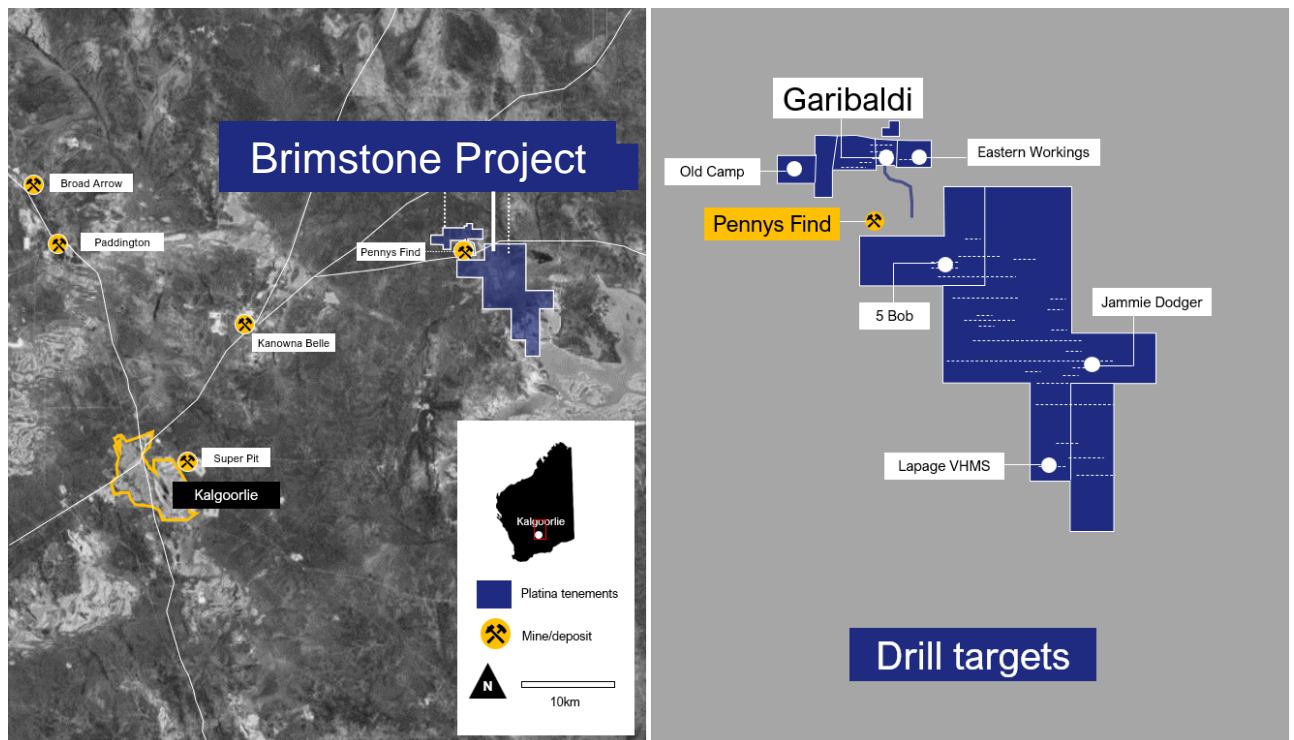 Brimstone Project
Broad Arrow
Paddington
Pennys Find
Kanowna Belle
Super Pit
Kalgoorlie
Kalgoorlie
Platina tenements
Mine/deposit
N
10km
Garibaldi
Eastern Workings
Old Camp
Pennys Find
5 Bob
Jammie Dodger
Lapage VHMS
Drill targets